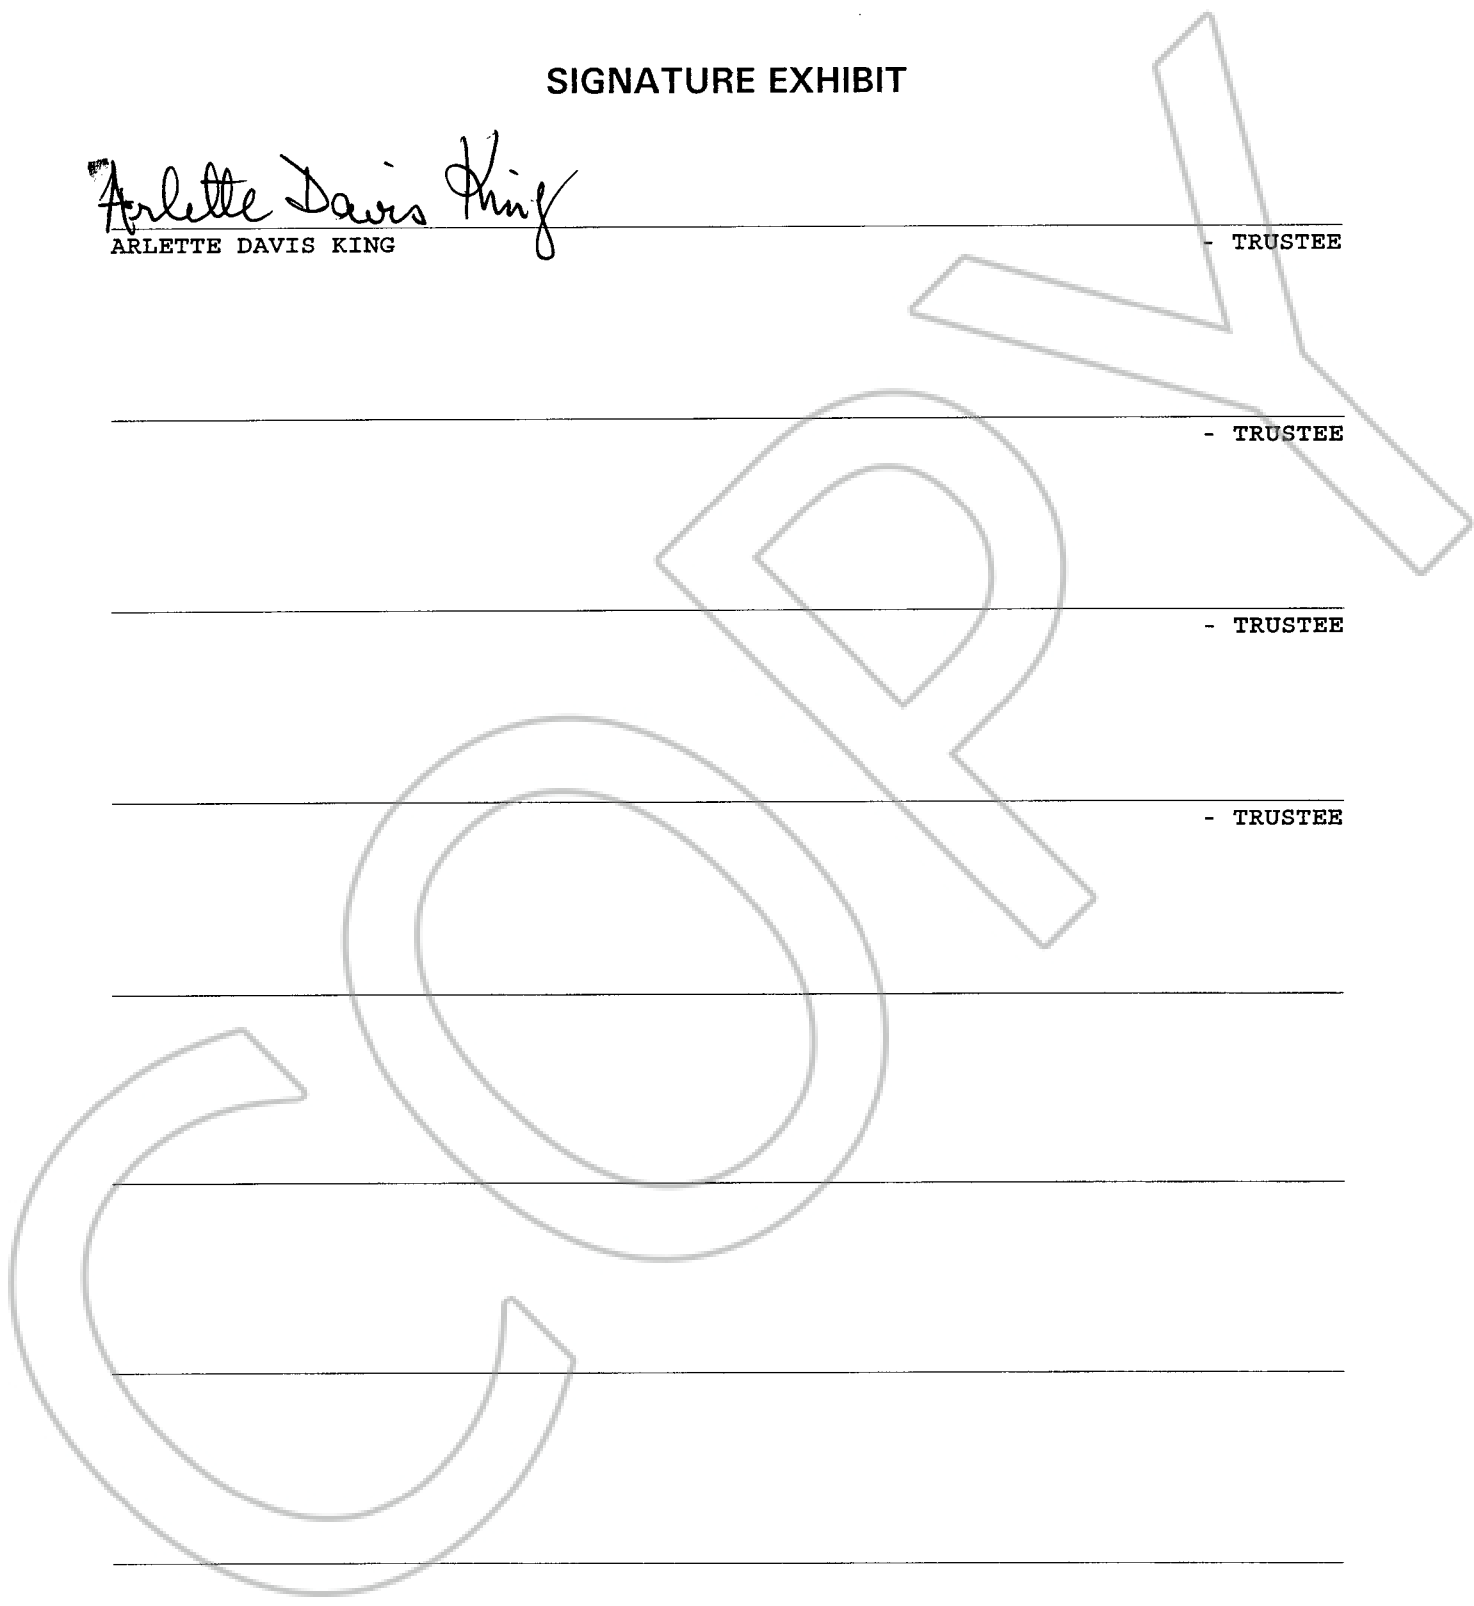 SIGNATURE EXHIBIT
Arlette Davis King
ARLETTE DAVIS KING - TRUSTEE
- TRUSTEE
- TRUSTEE
- TRUSTEE
COPY